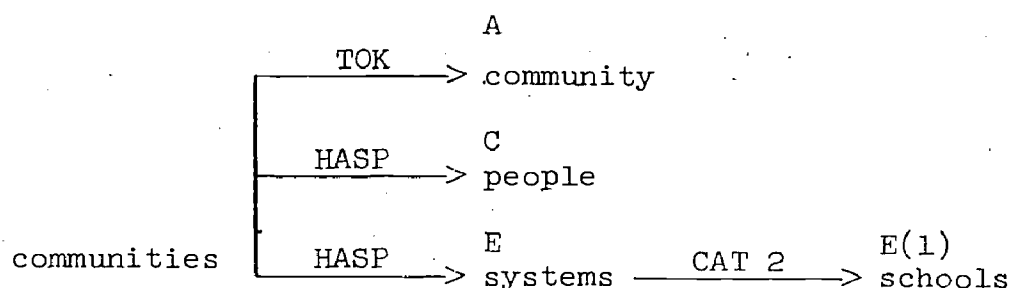 A
TOK
community
C
HASP
people
E
E(1)
communities HASP systems CAT 2 schools